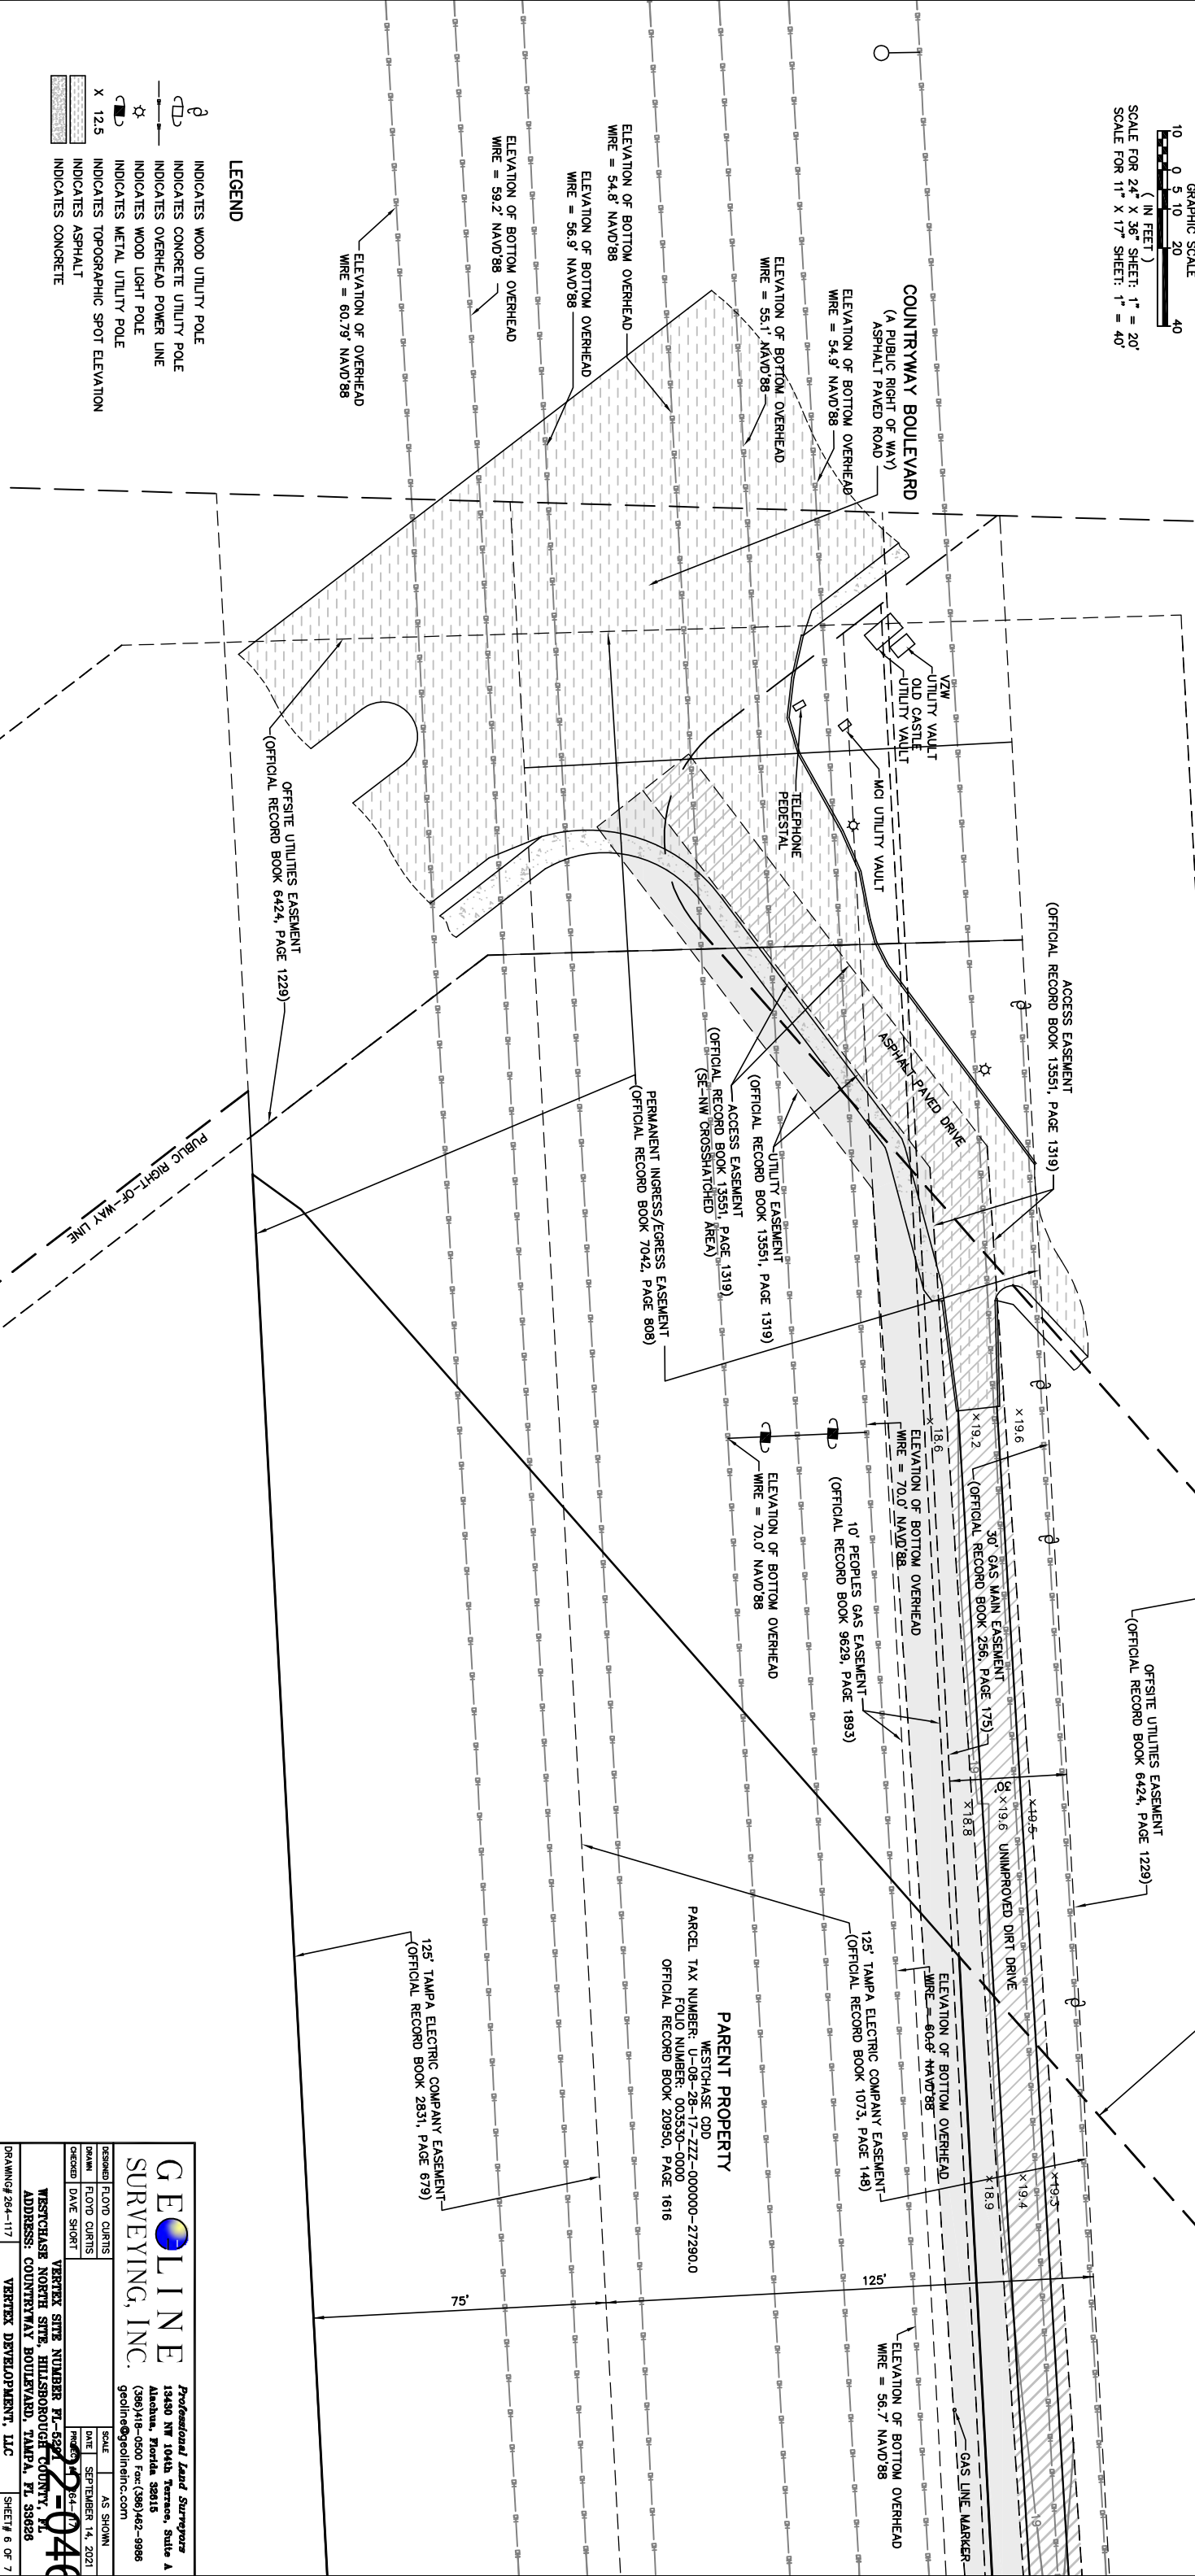 GRAPHIC SCALE
10 0 5 10 20 40
( IN FEET )
SCALE FOR 24" X 36" SHEET: 1" = 20'
SCALE FOR 11" X 17" SHEET: 1" = 40'
COUNTRYWAY BOULEVARD
(A PUBLIC RIGHT OF WAY)
ASPHALT PAVED ROAD
ELEVATION OF BOTTOM OVERHEAD
WIRE = 54.9' NAVD'88
ELEVATION OF BOTTOM OVERHEAD
WIRE = 55.1' NAVD'88
ELEVATION OF BOTTOM OVERHEAD
WIRE = 54.8' NAVD'88
ELEVATION OF BOTTOM OVERHEAD
WIRE = 56.9' NAVD'88
ELEVATION OF BOTTOM OVERHEAD
WIRE = 59.2' NAVD'88
ELEVATION OF OVERHEAD
WIRE = 60.79' NAVD'88
LEGEND
INDICATES WOOD UTILITY POLE
INDICATES CONCRETE UTILITY POLE
INDICATES OVERHEAD POWER LINE
INDICATES WOOD LIGHT POLE
INDICATES METAL UTILITY POLE
X 12.5 INDICATES TOPOGRAPHIC SPOT ELEVATION
INDICATES ASPHALT
INDICATES CONCRETE
VZW
UTILITY VAULT
OLD CASTLE
UTILITY VAULT
MCI UTILITY VAULT
TELEPHONE
PEDESTAL
OFFSITE UTILITIES EASEMENT
(OFFICIAL RECORD BOOK 6424, PAGE 1229)
ACCESS EASEMENT
(OFFICIAL RECORD BOOK 13551, PAGE 1319)
ASPHALT PAVED DRIVE
UTILITY EASEMENT
(OFFICIAL RECORD BOOK 13551, PAGE 1319)
ACCESS EASEMENT
(OFFICIAL RECORD BOOK 13551, PAGE 1319)
(SE-NW CROSSHATCHED AREA)
PERMANENT INGRESS/EGRESS EASEMENT
(OFFICIAL RECORD BOOK 7042, PAGE 808)
PUBLIC RIGHT-OF-WAY LINE
×19.6
×19.2
×18.6
ELEVATION OF BOTTOM OVERHEAD
WIRE = 70.0' NAVD'88
ELEVATION OF BOTTOM OVERHEAD
WIRE = 70.0' NAVD'88
30' GAS MAIN EASEMENT
(OFFICIAL RECORD BOOK 256, PAGE 175)
10' PEOPLES GAS EASEMENT
(OFFICIAL RECORD BOOK 9629, PAGE 1893)
OFFSITE UTILITIES EASEMENT
(OFFICIAL RECORD BOOK 6424, PAGE 1229)
19
30'
×19.5
×19.6
×18.8
UNIMPROVED DIRT DRIVE
125' TAMPA ELECTRIC COMPANY EASEMENT
(OFFICIAL RECORD BOOK 1073, PAGE 148)
ELEVATION OF BOTTOM OVERHEAD
WIRE = 60.0' NAVD'88
PARENT PROPERTY
WESTCHASE CDD
PARCEL TAX NUMBER: U-08-28-17-ZZZ-000000-27290.0
FOLIO NUMBER: 003530-0000
OFFICIAL RECORD BOOK 20950, PAGE 1616
125' TAMPA ELECTRIC COMPANY EASEMENT
(OFFICIAL RECORD BOOK 2831, PAGE 679)
×19.3
×19.4
×18.9
125'
75'
ELEVATION OF BOTTOM OVERHEAD
WIRE = 56.7' NAVD'88
GAS LINE MARKER
19
GEOLINE
SURVEYING, INC.
Professional Land Surveyors
13430 NW 104th Terrace, Suite A
Alachua, Florida 32615
(386)418-0500 Fax:(386)462-9986
geoline@geolineinc.com
DESIGNED FLOYD CURTIS SCALE AS SHOWN
DRAWN FLOYD CURTIS DATE SEPTEMBER 14, 2021
CHECKED DAVE SHORT
VERTEX SITE NUMBER
WESTCHASE NORTH SITE, HILLSBOROUGH COUNTY, FL
ADDRESS: COUNTRYWAY BOULEVARD, TAMPA, FL 33626
DRAWING# 264-117 VERTEX DEVELOPMENT, LLC SHEET# 6 OF 7